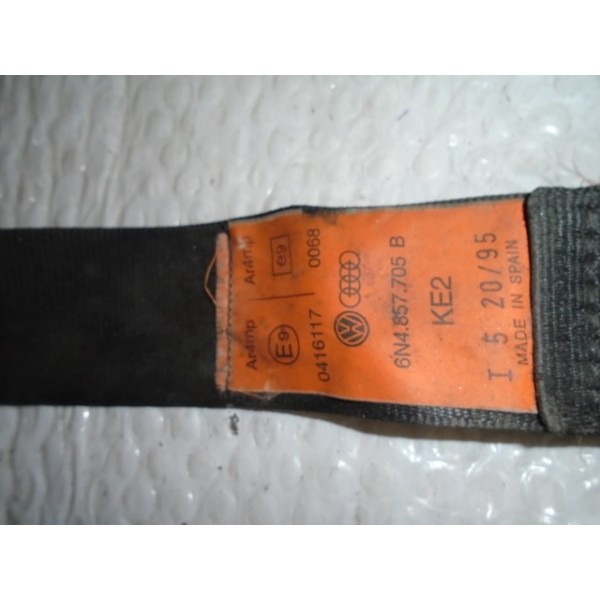 Ar4mp Ar4mp
E9 e9
0416117 0068
6N4.857.705 B
KE2
I 5 20/95
MADE IN SPAIN